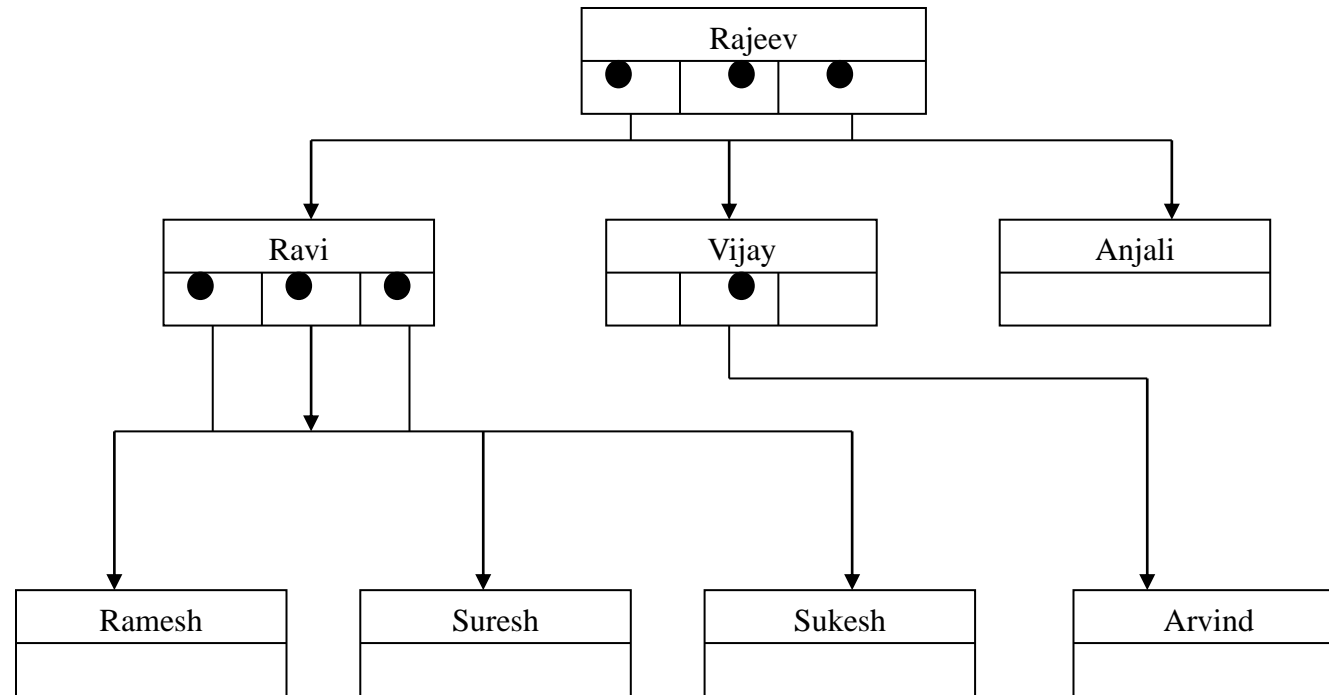 Rajeev
Ravi
Vijay
Anjali
Ramesh
Suresh
Sukesh
Arvind